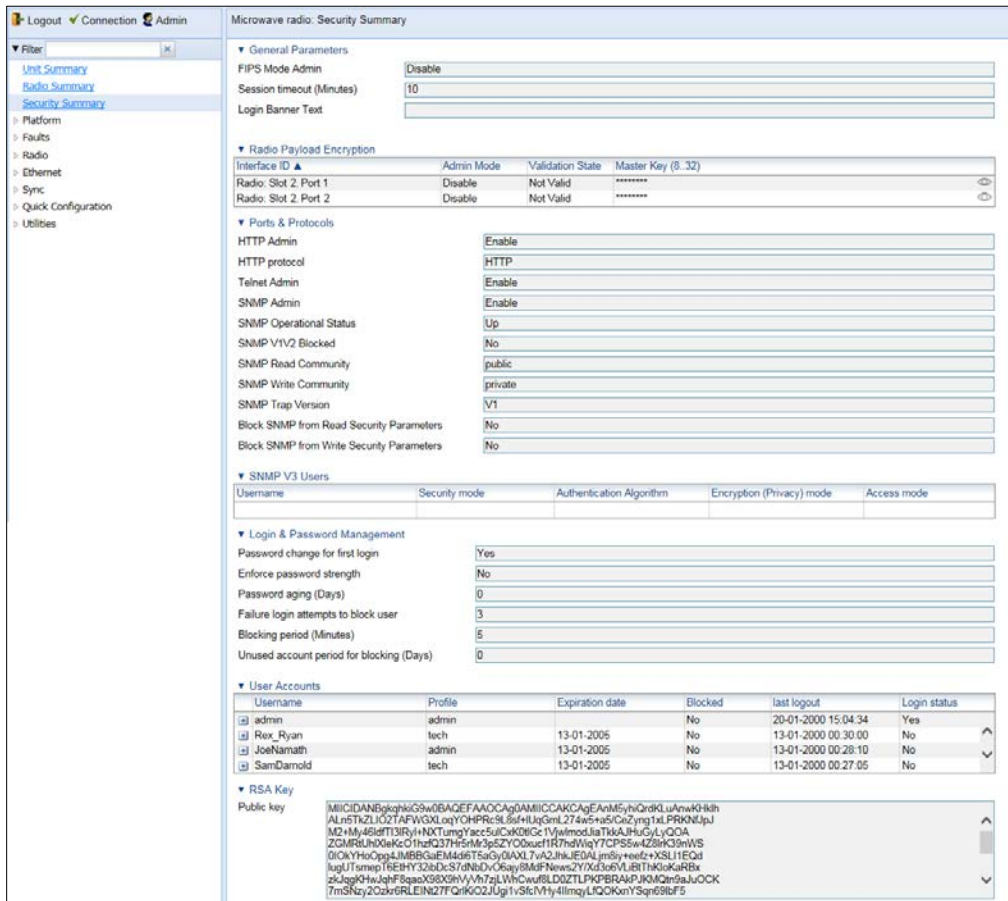 Logout Connection Admin
Filter
Unit Summary
Radio Summary
Security Summary
Platform
Faults
Radio
Ethernet
Sync
Quick Configuration
Utilities
Microwave radio: Security Summary
General Parameters
FIPS Mode Admin Disable
Session timeout (Minutes) 10
Login Banner Text
Radio Payload Encryption
Interface ID ▲ Admin Mode Validation State Master Key (8..32)
Radio: Slot 2, Port 1 Disable Not Valid ********
Radio: Slot 2, Port 2 Disable Not Valid ********
Ports & Protocols
HTTP Admin Enable
HTTP protocol HTTP
Telnet Admin Enable
SNMP Admin Enable
SNMP Operational Status Up
SNMP V1V2 Blocked No
SNMP Read Community public
SNMP Write Community private
SNMP Trap Version V1
Block SNMP from Read Security Parameters No
Block SNMP from Write Security Parameters No
SNMP V3 Users
Username Security mode Authentication Algorithm Encryption (Privacy) mode Access mode
Login & Password Management
Password change for first login Yes
Enforce password strength No
Password aging (Days) 0
Failure login attempts to block user 3
Blocking period (Minutes) 5
Unused account period for blocking (Days) 0
User Accounts
Username Profile Expiration date Blocked last logout Login status
admin admin No 20-01-2000 15:04:34 Yes
Rex_Ryan tech 13-01-2005 No 13-01-2000 00:30:00 No
JoeNamath admin 13-01-2005 No 13-01-2000 00:28:10 No
SamDarnold tech 13-01-2005 No 13-01-2000 00:27:05 No
RSA Key
Public key